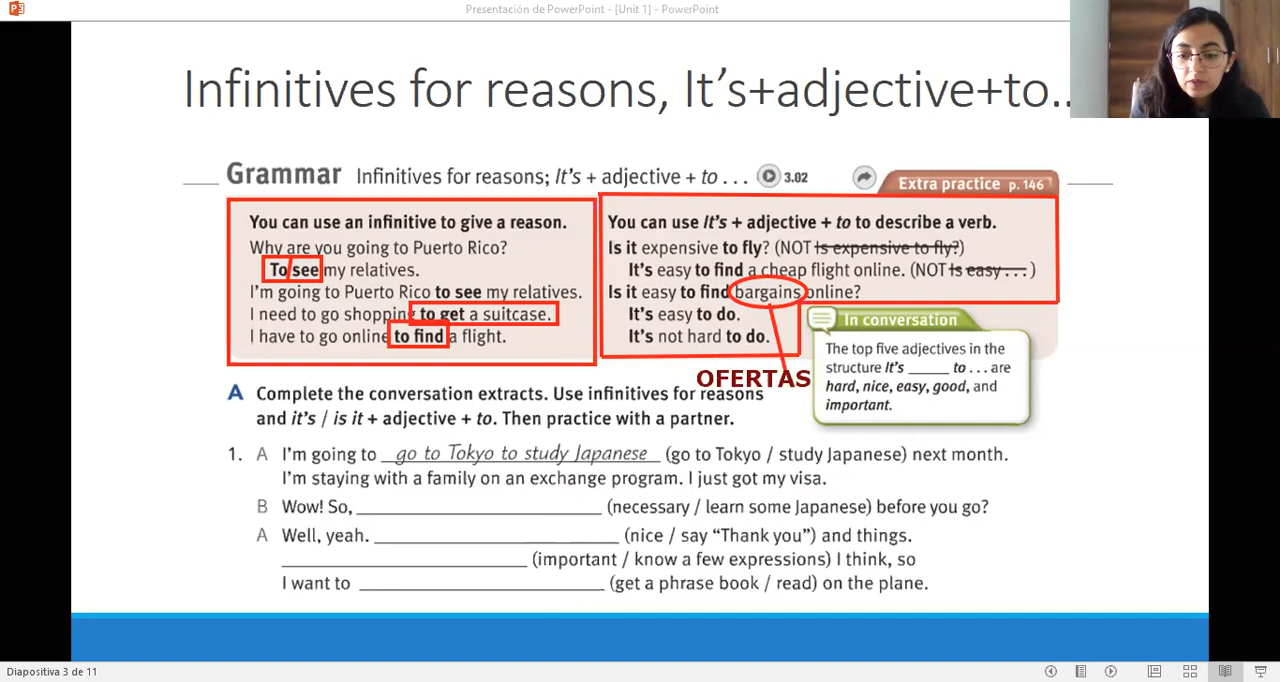 Presentación de PowerPoint - [Unit 1] - PowerPoint
Infinitives for reasons, It's+adjective+to..
Grammar Infinitives for reasons; It's + adjective + to . . . 3.02
Extra practice p. 146
You can use an infinitive to give a reason.
Why are you going to Puerto Rico?
To see my relatives.
I'm going to Puerto Rico to see my relatives.
I need to go shopping to get a suitcase.
I have to go online to find a flight.
You can use It's + adjective + to to describe a verb.
Is it expensive to fly? (NOT Is expensive to fly?)
It's easy to find a cheap flight online. (NOT Is easy . . . )
Is it easy to find bargains online?
It's easy to do.
It's not hard to do.
OFERTAS
In conversation
The top five adjectives in the
structure It's _____ to . . . are
hard, nice, easy, good, and
important.
A Complete the conversation extracts. Use infinitives for reasons
and it's / is it + adjective + to. Then practice with a partner.
1. A I'm going to go to Tokyo to study Japanese (go to Tokyo / study Japanese) next month.
I'm staying with a family on an exchange program. I just got my visa.
B Wow! So, ____________________ (necessary / learn some Japanese) before you go?
A Well, yeah. ____________________ (nice / say "Thank you") and things.
____________________ (important / know a few expressions) I think, so
I want to ____________________ (get a phrase book / read) on the plane.
Diapositiva 3 de 11